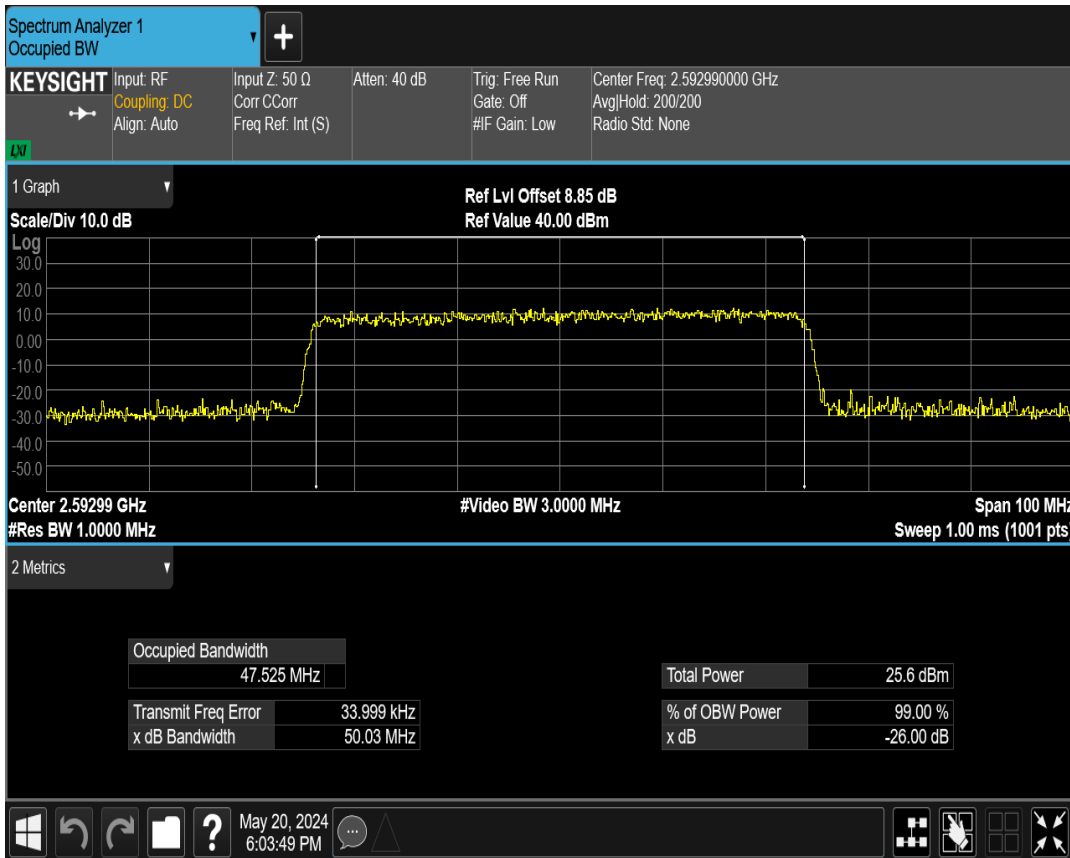 Spectrum Analyzer 1
Occupied BW
+
KEYSIGHT
LXI
Input: RF
Coupling: DC
Align: Auto
Input Z: 50 Ω
Corr CCorr
Freq Ref: Int (S)
Atten: 40 dB
Trig: Free Run
Gate: Off
#IF Gain: Low
Center Freq: 2.592990000 GHz
Avg|Hold: 200/200
Radio Std: None
1 Graph
Scale/Div 10.0 dB
Ref Lvl Offset 8.85 dB
Ref Value 40.00 dBm
Log
30.0
20.0
10.0
0.00
-10.0
-20.0
-30.0
-40.0
-50.0
Center 2.59299 GHz
#Video BW 3.0000 MHz
Span 100 MHz
#Res BW 1.0000 MHz
Sweep 1.00 ms (1001 pts)
2 Metrics
Occupied Bandwidth
47.525 MHz
Total Power 25.6 dBm
Transmit Freq Error 33.999 kHz
% of OBW Power 99.00 %
x dB Bandwidth 50.03 MHz
x dB -26.00 dB
?
May 20, 2024
6:03:49 PM